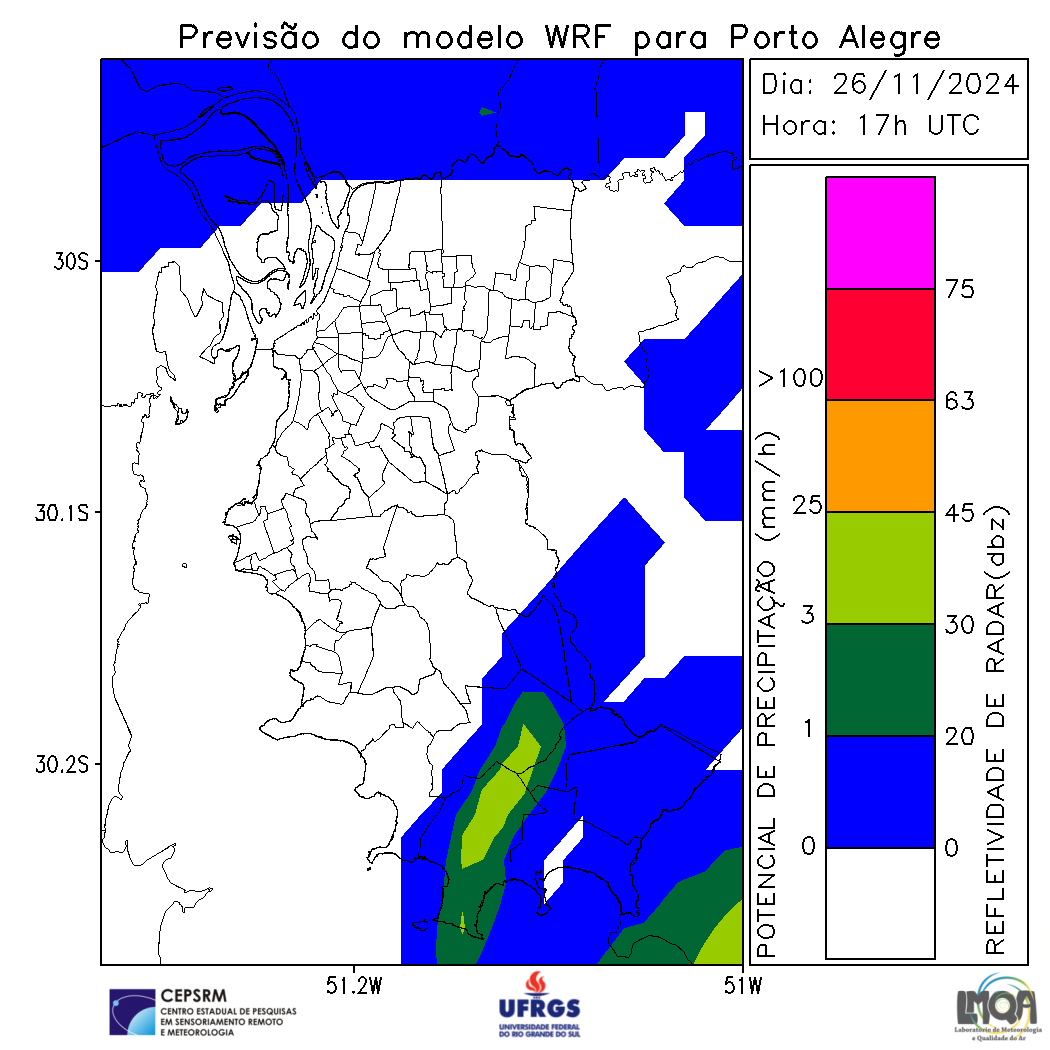 Previsão do modelo WRF para Porto Alegre
Dia: 26/11/2024
Hora: 17h UTC
30S
30.1S
30.2S
51.2W
51W
POTENCIAL DE PRECIPITAÇÃO (mm/h)
>100
25
3
1
0
75
63
45
30
20
0
REFLETIVIDADE DE RADAR(dbz)
CEPSRM
CENTRO ESTADUAL DE PESQUISAS
EM SENSORIAMENTO REMOTO
E METEOROLOGIA
UFRGS
UNIVERSIDADE FEDERAL
DO RIO GRANDE DO SUL
LMQA
Laboratório de Meteorologia
e Qualidade do Ar